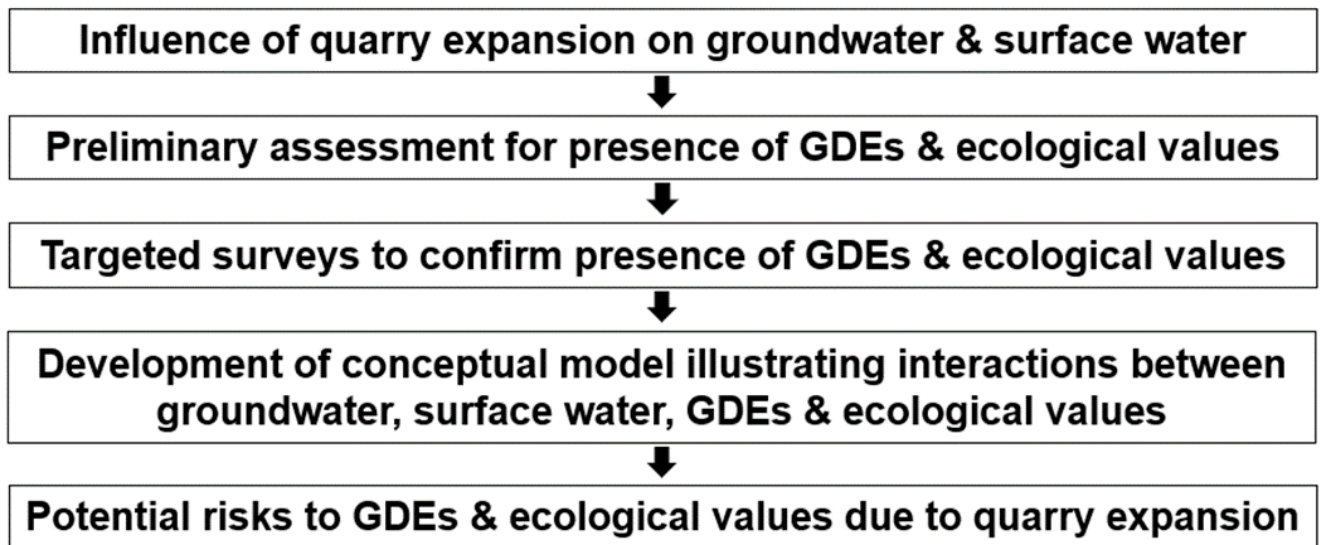 Influence of quarry expansion on groundwater & surface water
Preliminary assessment for presence of GDEs & ecological values
Targeted surveys to confirm presence of GDEs & ecological values
Development of conceptual model illustrating interactions between
groundwater, surface water, GDEs & ecological values
Potential risks to GDEs & ecological values due to quarry expansion